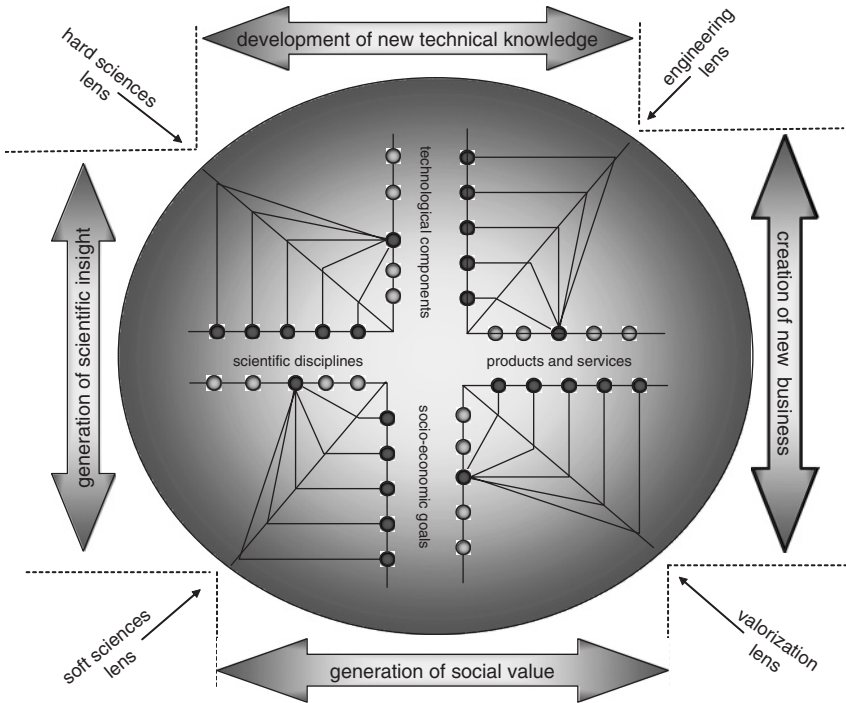 development of new technical knowledge
hard sciences
lens
engineering
lens
technological components
generation of scientific insight
creation of new business
scientific disciplines
products and services
socio-economic goals
soft sciences
lens
valorization
lens
generation of social value